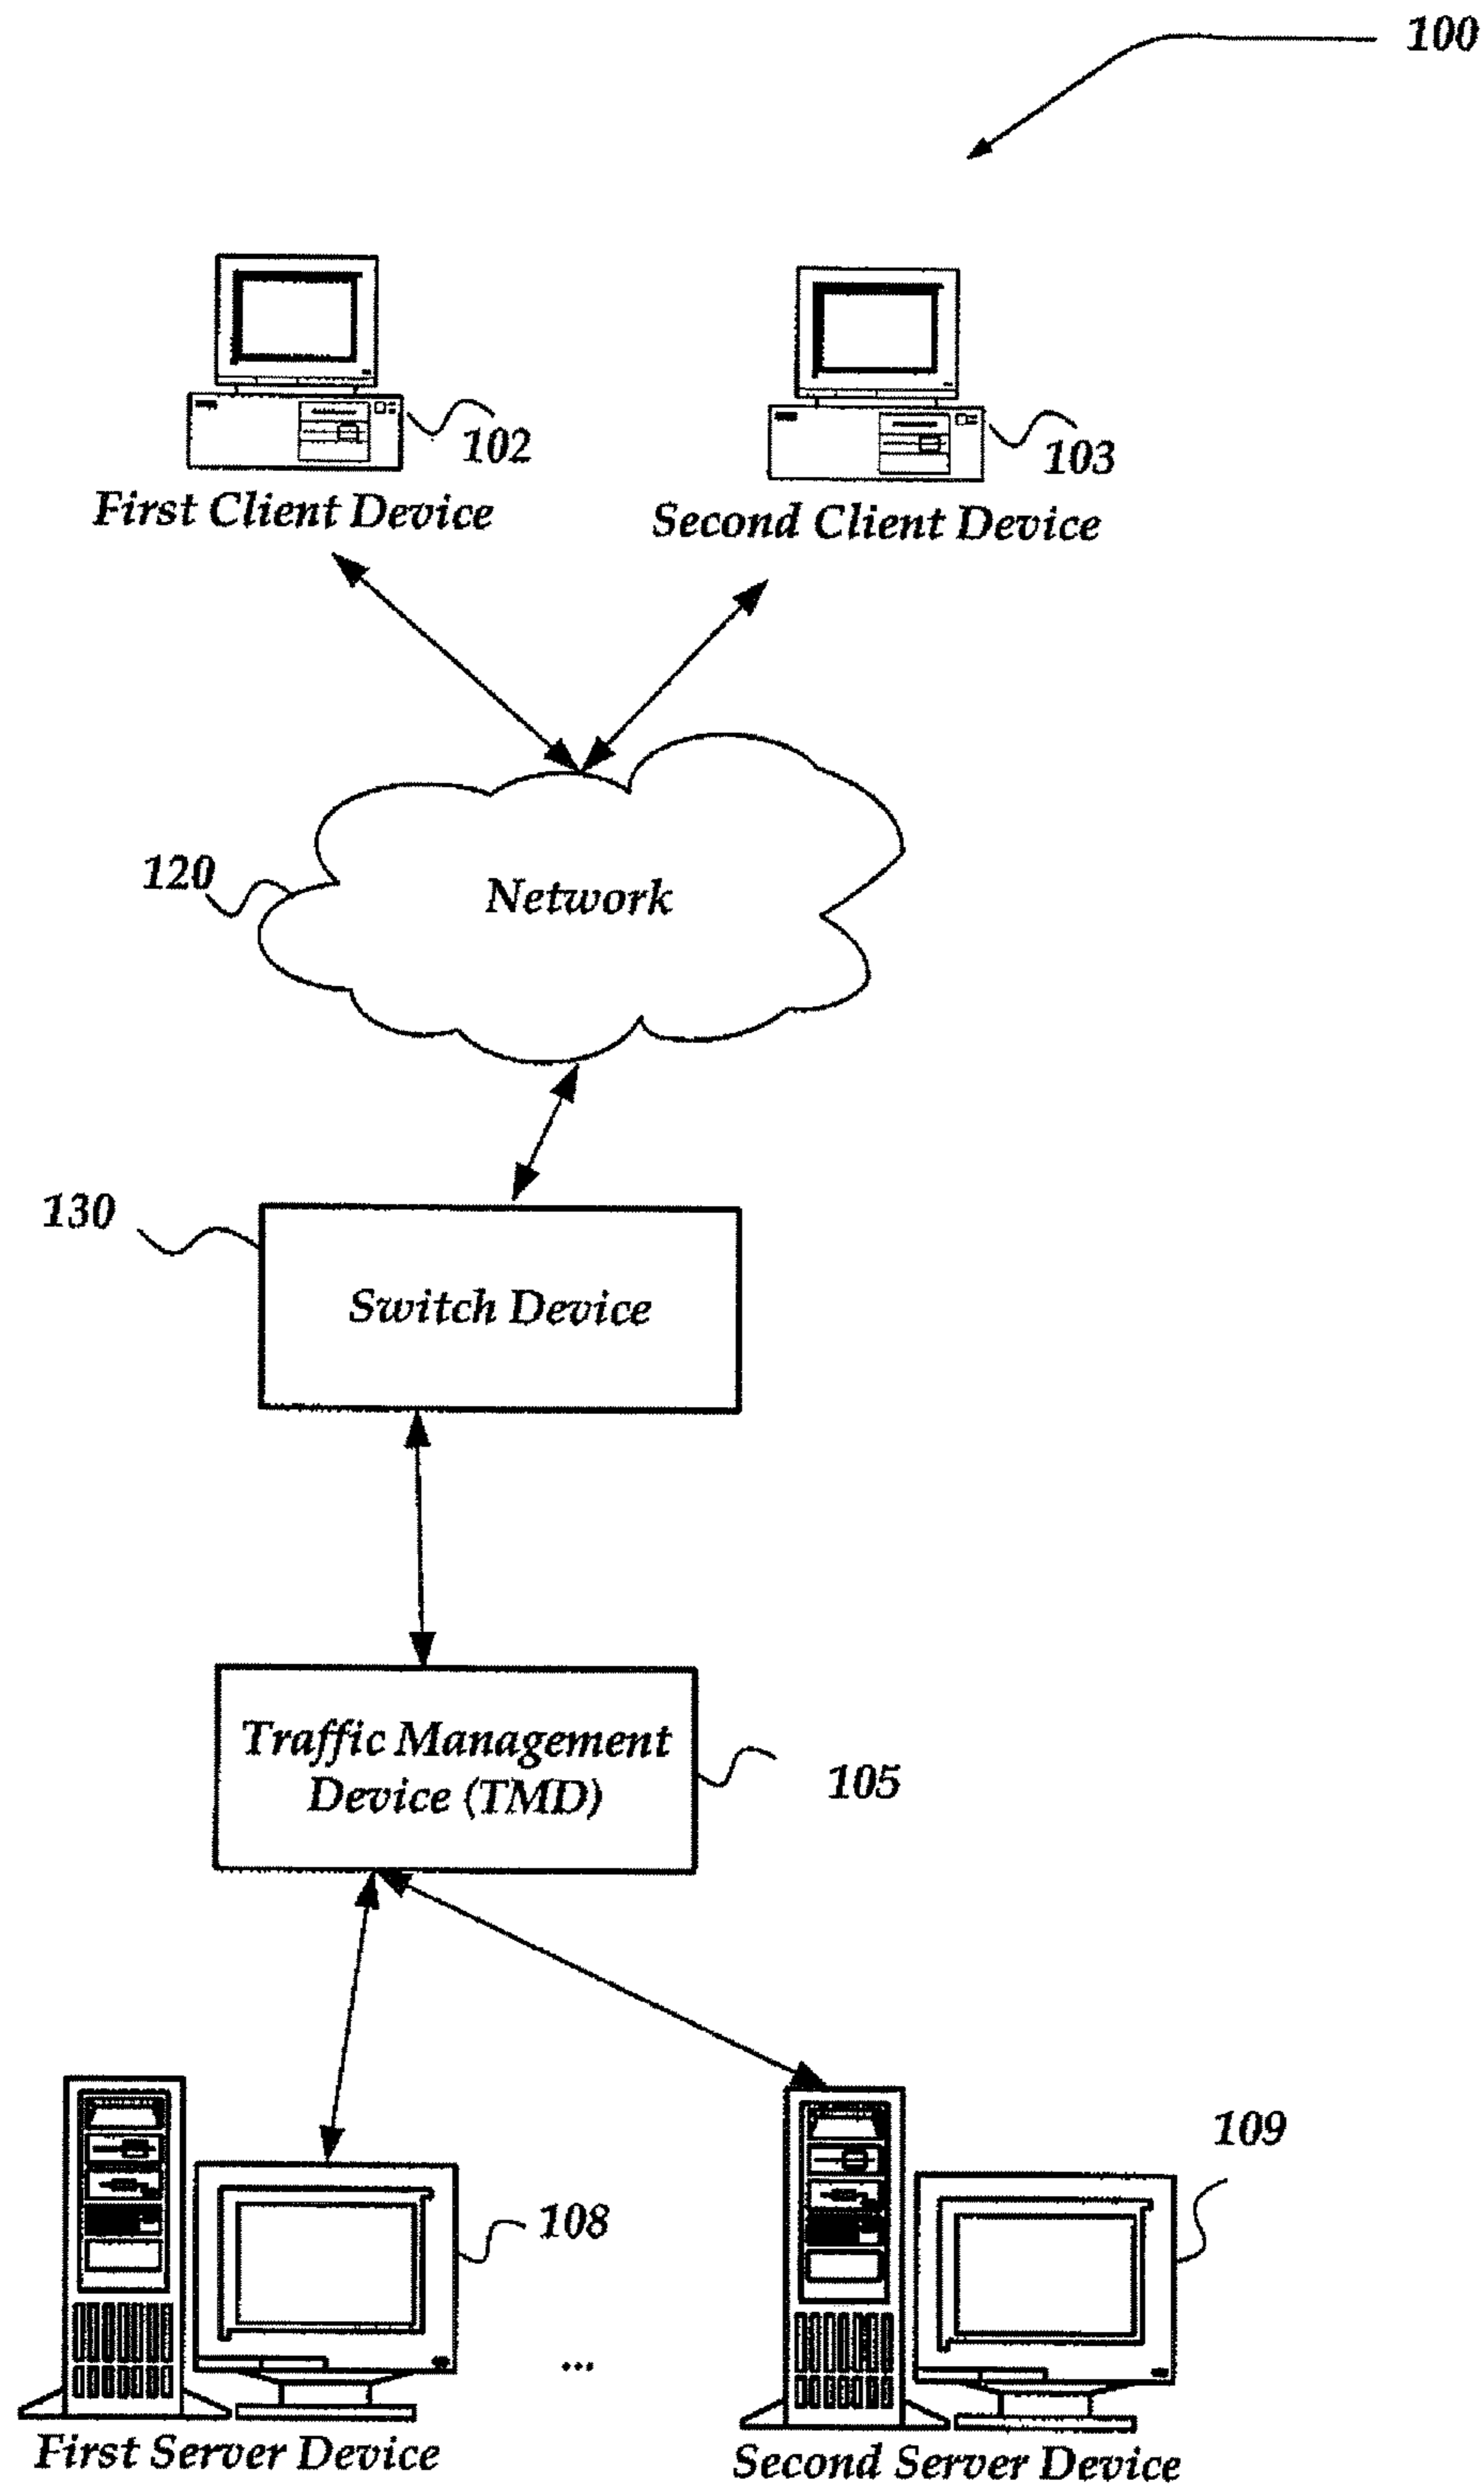 100
102
First Client Device
103
Second Client Device
120
Network
130
Switch Device
Traffic Management
Device (TMD)
105
108
109
...
First Server Device
Second Server Device